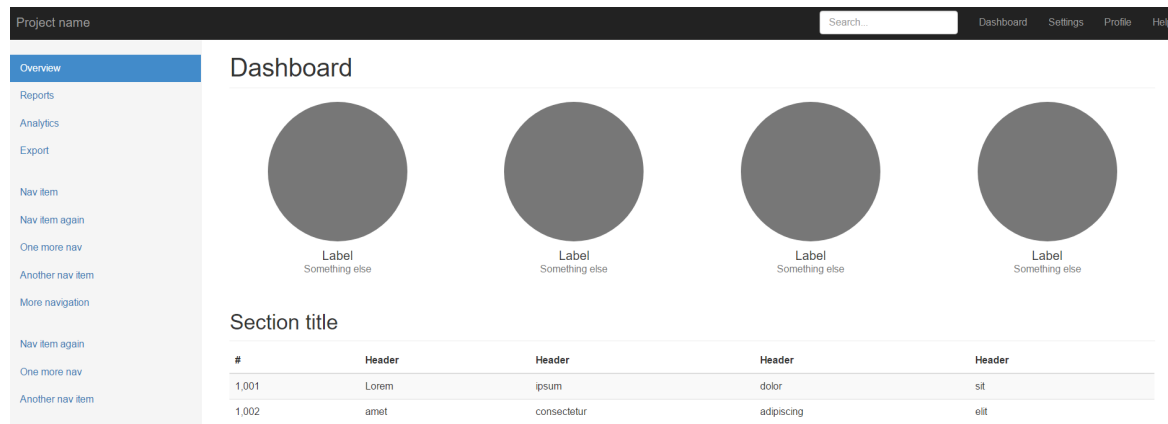 Project name
Search...
Dashboard Settings Profile Help
Overview
Reports
Analytics
Export
Nav item
Nav item again
One more nav
Another nav item
More navigation
Nav item again
One more nav
Another nav item
Dashboard
Label Label Label Label
Something else Something else Something else Something else
Section title
# Header Header Header Header
1,001 Lorem ipsum dolor sit
1,002 amet consectetur adipiscing elit